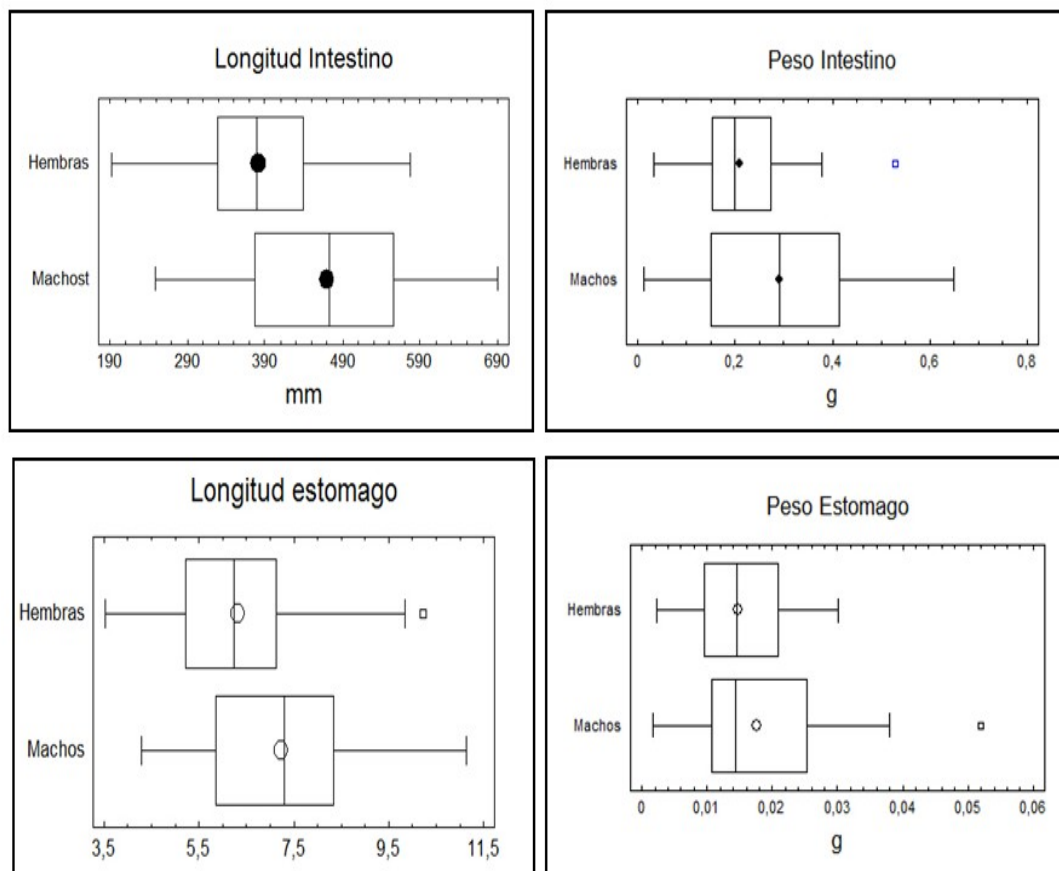 Longitud Intestino
Hembras
Machost
190 290 390 490 590 690
mm
Peso Intestino
Hembras
Machos
0 0,2 0,4 0,6 0,8
g
Longitud estomago
Hembras
Machos
3,5 5,5 7,5 9,5 11,5
Peso Estomago
Hembras
Machos
0 0,01 0,02 0,03 0,04 0,05 0,06
g